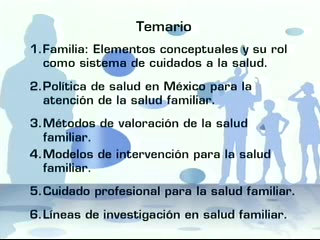 Temario
1. Familia: Elementos conceptuales y su rol
como sistema de cuidados a la salud.
2. Política de salud en México para la
atención de la salud familiar.
3. Métodos de valoración de la salud
familiar.
4. Modelos de intervención para la salud
familiar.
5. Cuidado profesional para la salud familiar.
6. Líneas de investigación en salud familiar.